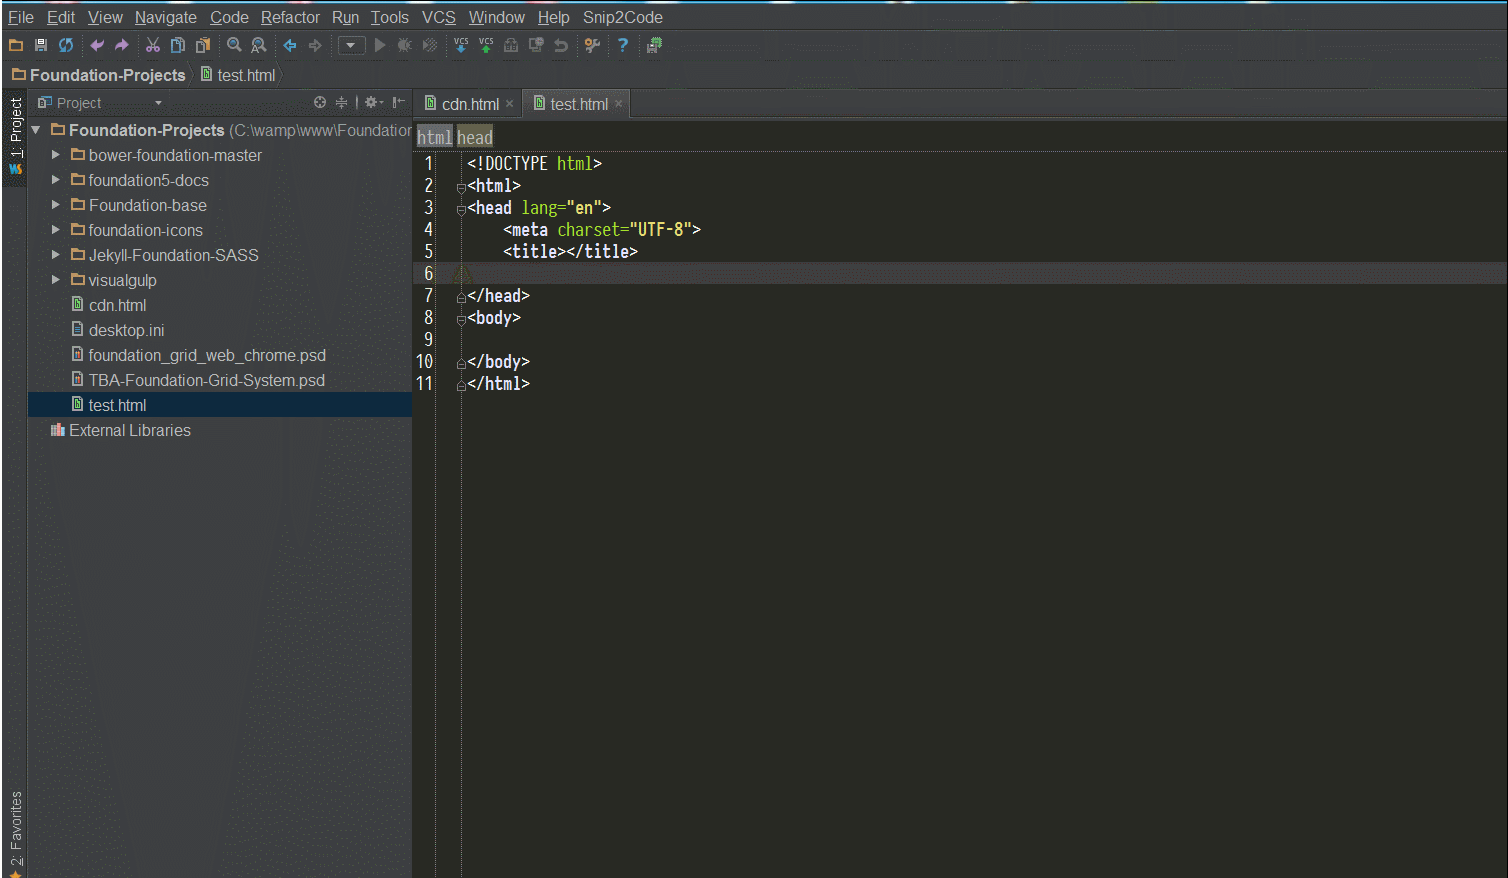 File Edit View Navigate Code Refactor Run Tools VCS Window Help Snip2Code
VCS VCS ?
Foundation-Projects test.html
1: Project
WS
2: Favorites
Project
Foundation-Projects (C:\wamp\www\Foundation
bower-foundation-master
foundation5-docs
Foundation-base
foundation-icons
Jekyll-Foundation-SASS
visualgulp
cdn.html
desktop.ini
foundation_grid_web_chrome.psd
TBA-Foundation-Grid-System.psd
test.html
External Libraries
cdn.html × test.html ×
html head
1 <!DOCTYPE html>
2 <html>
3 <head lang="en">
4 <meta charset="UTF-8">
5 <title></title>
6
7 </head>
8 <body>
9
10 </body>
11 </html>